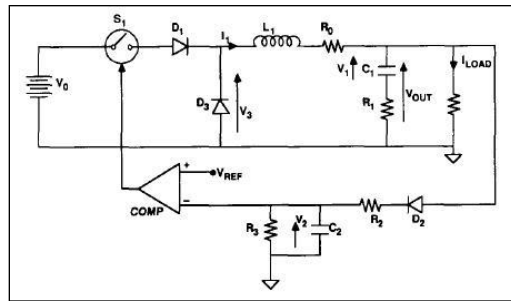 S1
D1
I1
L1
R0
V0
D3
V3
V1
C1
R1
VOUT
ILOAD
COMP
+
VREF
−
R3
V2
C2
R2
D2